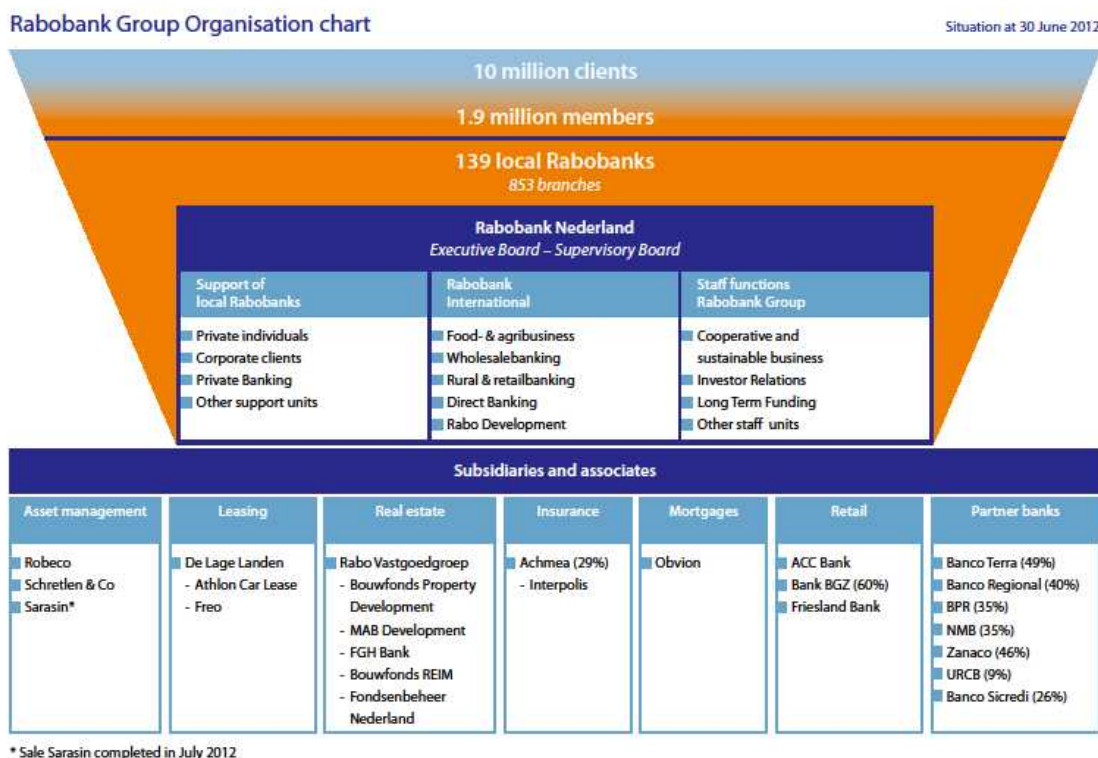 Rabobank Group Organisation chart
Situation at 30 June 2012
10 million clients
1.9 million members
139 local Rabobanks
853 branches
Rabobank Nederland
Executive Board – Supervisory Board
Support of
local Rabobanks
Private individuals
Corporate clients
Private Banking
Other support units
Rabobank
International
Food- & agribusiness
Wholesalebanking
Rural & retailbanking
Direct Banking
Rabo Development
Staff functions
Rabobank Group
Cooperative and
sustainable business
Investor Relations
Long Term Funding
Other staff units
Subsidiaries and associates
Asset management
Robeco
Schretlen & Co
Sarasin*
Leasing
De Lage Landen
- Athlon Car Lease
- Freo
Real estate
Rabo Vastgoedgroep
- Bouwfonds Property
Development
- MAB Development
- FGH Bank
- Bouwfonds REIM
- Fondsenbeheer
Nederland
Insurance
Achmea (29%)
- Interpolis
Mortgages
Obvion
Retail
ACC Bank
Bank BGZ (60%)
Friesland Bank
Partner banks
Banco Terra (49%)
Banco Regional (40%)
BPR (35%)
NMB (35%)
Zanaco (46%)
URCB (9%)
Banco Sicredi (26%)
* Sale Sarasin completed in July 2012